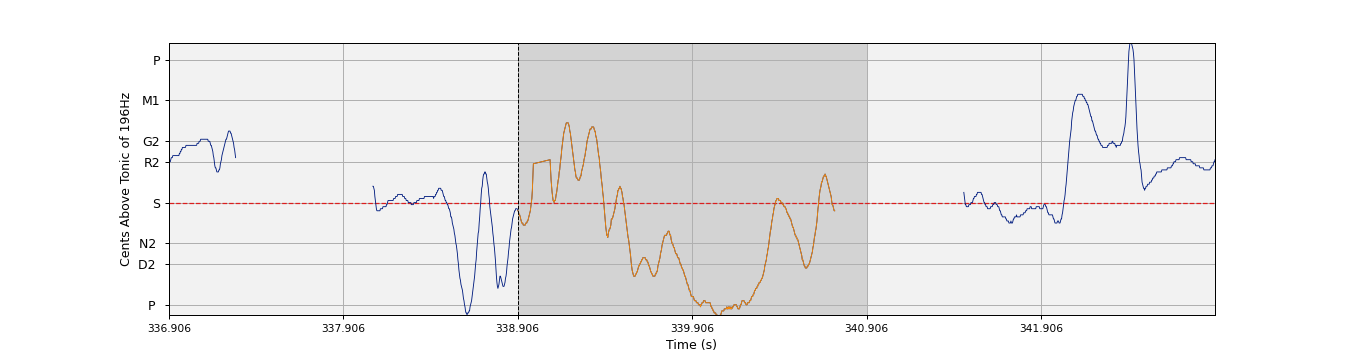 Cents Above Tonic of 196Hz
P
M1
G2
R2
S
N2
D2
P
336.906 337.906 338.906 339.906 340.906 341.906
Time (s)